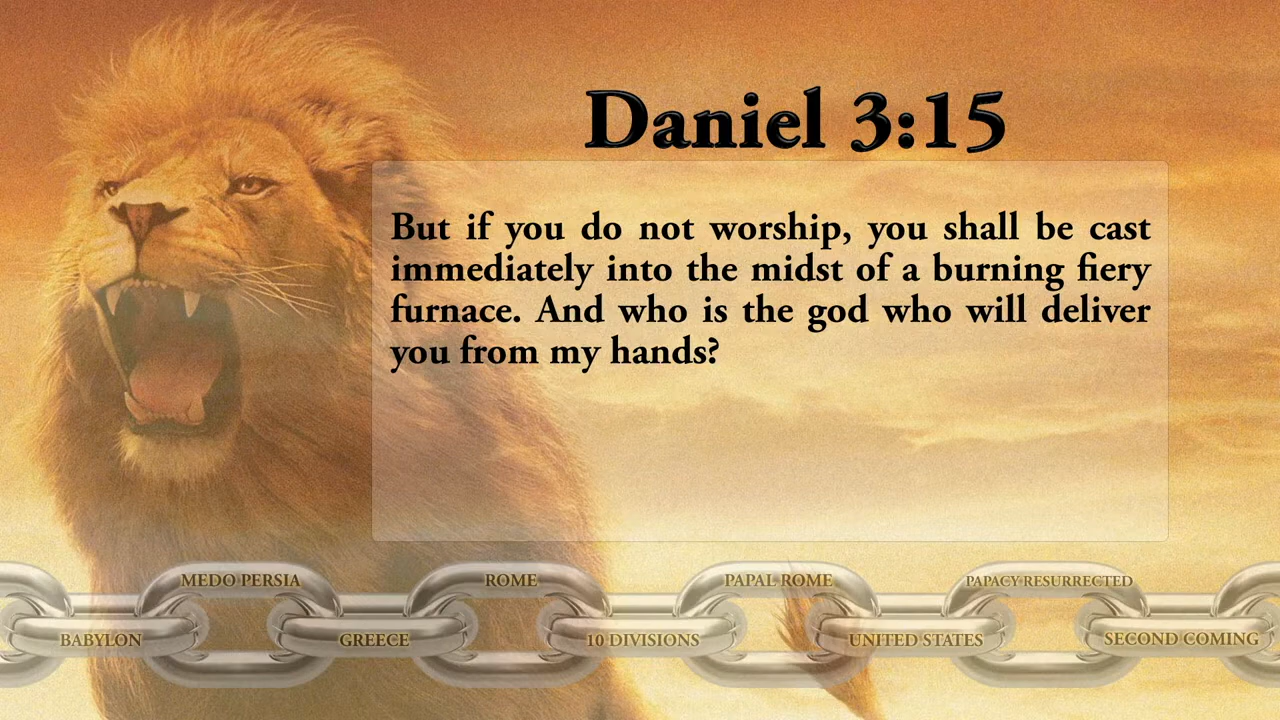 Daniel 3:15
But if you do not worship, you shall be cast
immediately into the midst of a burning fiery
furnace. And who is the god who will deliver
you from my hands?
MEDO PERSIA ROME PAPAL ROME PAPACY RESURRECTED
BABYLON GREECE 10 DIVISIONS UNITED STATES SECOND COMING